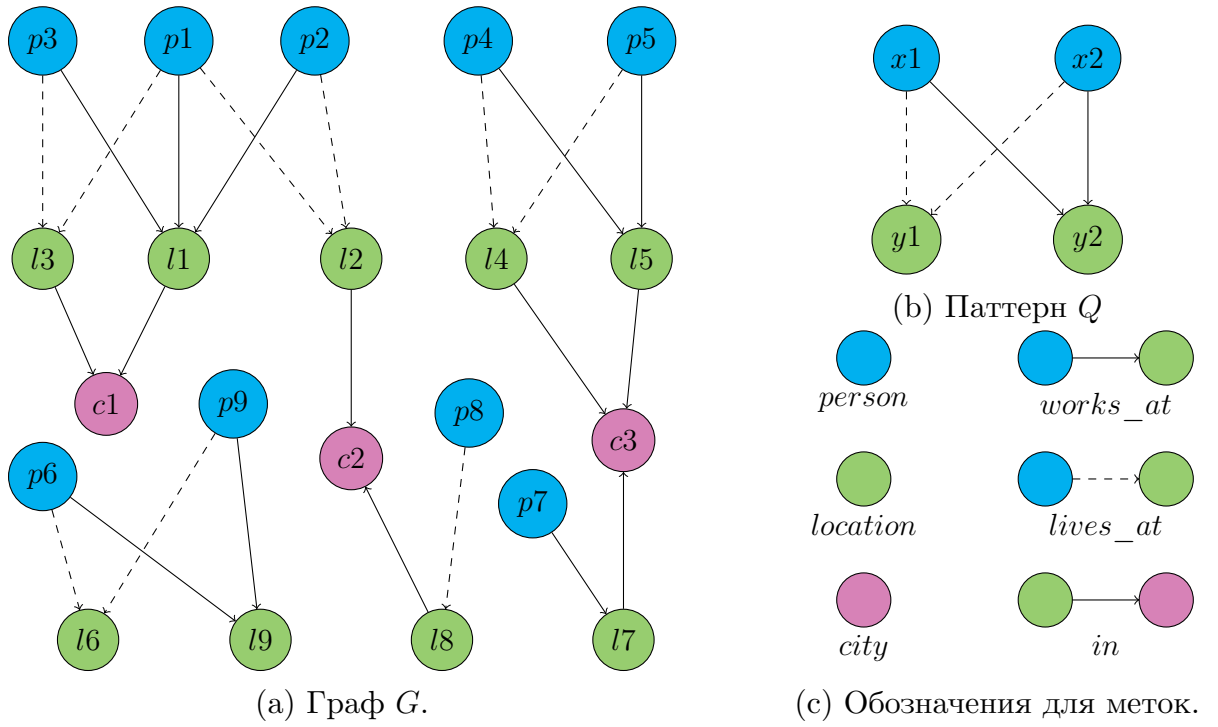 p3 p1 p2 p4 p5
l3 l1 l2 l4 l5
c1 p9 p8 c3
p6 c2 p7
l6 l9 l8 l7
(a) Граф G.
x1 x2
y1 y2
(b) Паттерн Q
person works_at
location lives_at
city in
(c) Обозначения для меток.